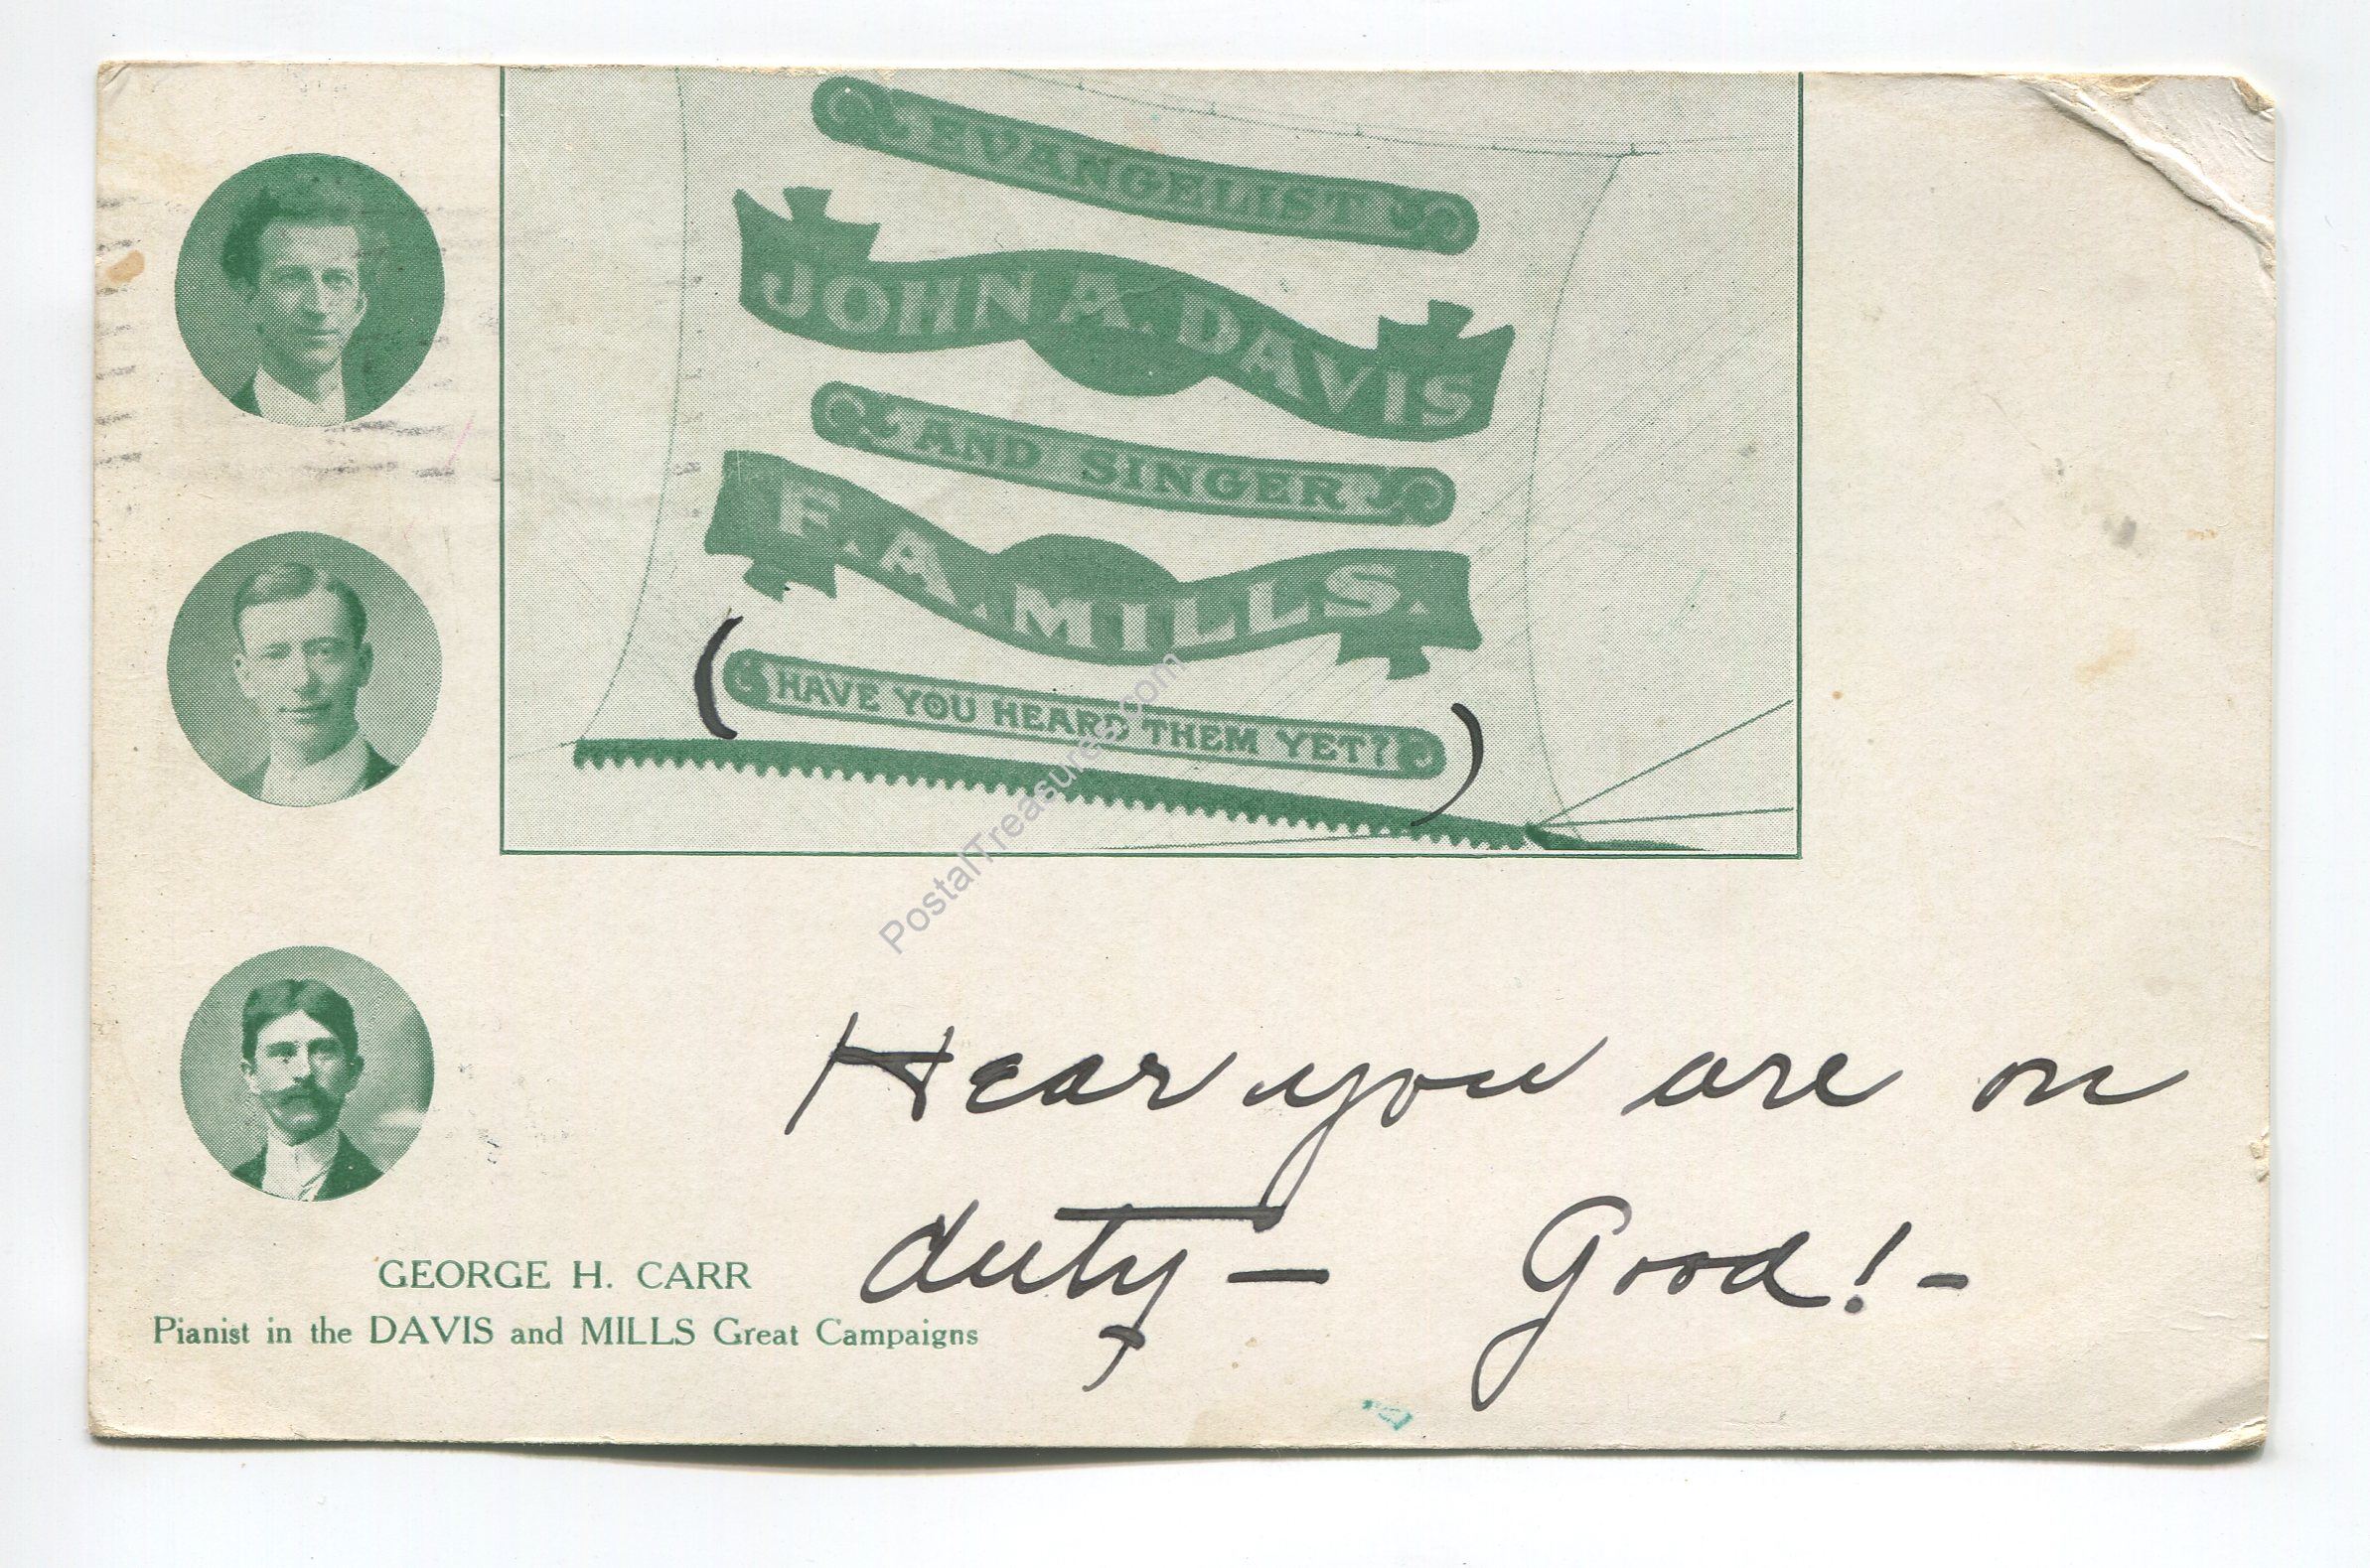 EVANGELIST
JOHN A. DAVIS
AND SINGER
F. A. MILLS.
(HAVE YOU HEARD THEM YET?)
PostalTreasures.com
Hear you are on
duty — Good! -
GEORGE H. CARR
Pianist in the DAVIS and MILLS Great Campaigns